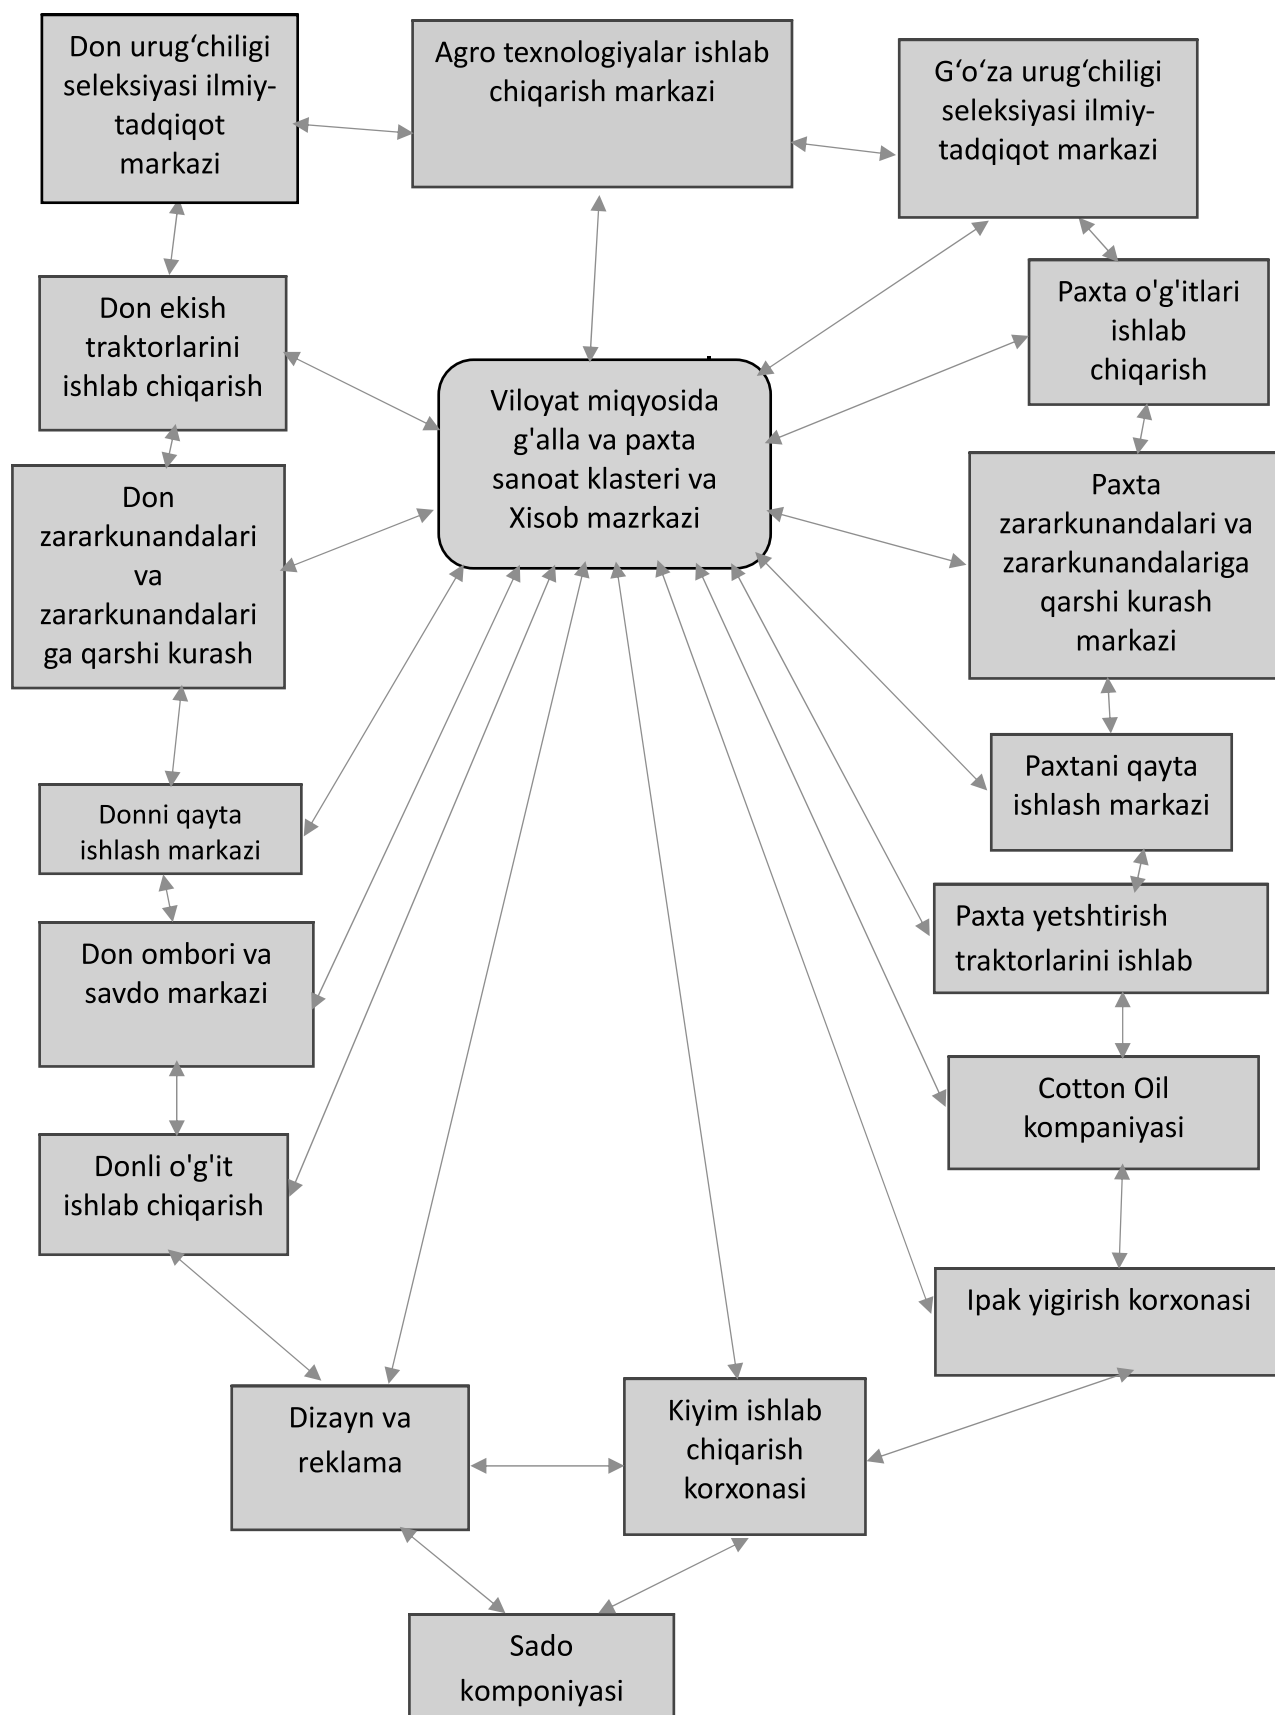 Don urug‘chiligi
seleksiyasi ilmiy-
tadqiqot
markazi
Agro texnologiyalar ishlab
chiqarish markazi
G‘o‘za urug‘chiligi
seleksiyasi ilmiy-
tadqiqot markazi
Don ekish
traktorlarini
ishlab chiqarish
Paxta o'g'itlari
ishlab
chiqarish
Viloyat miqyosida
g'alla va paxta
sanoat klasteri va
Xisob mazrkazi
Don
zararkunandalari
va
zararkunandalari
ga qarshi kurash
Paxta
zararkunandalari va
zararkunandalariga
qarshi kurash
markazi
Donni qayta
ishlash markazi
Paxtani qayta
ishlash markazi
Don ombori va
savdo markazi
Paxta yetshtirish
traktorlarini ishlab
Donli o'g'it
ishlab chiqarish
Cotton Oil
kompaniyasi
Ipak yigirish korxonasi
Dizayn va
reklama
Kiyim ishlab
chiqarish
korxonasi
Sado
komponiyasi